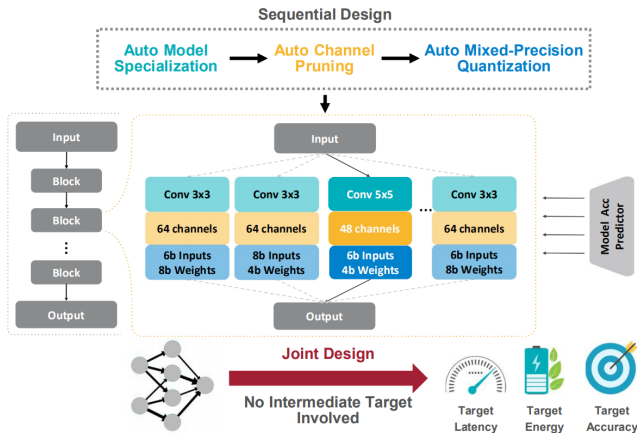 Sequential Design
Auto Model
Specialization
Auto Channel
Pruning
Auto Mixed-Precision
Quantization
Input
Block
Block
Block
Output
Input
Conv 3x3
64 channels
6b Inputs
8b Weights
Conv 3x3
64 channels
8b Inputs
4b Weights
Conv 5x5
48 channels
6b Inputs
4b Weights
...
Conv 3x3
64 channels
6b Inputs
8b Weights
Output
Model Acc
Predictor
Joint Design
No Intermediate Target
Involved
Target
Latency
Target
Energy
Target
Accuracy